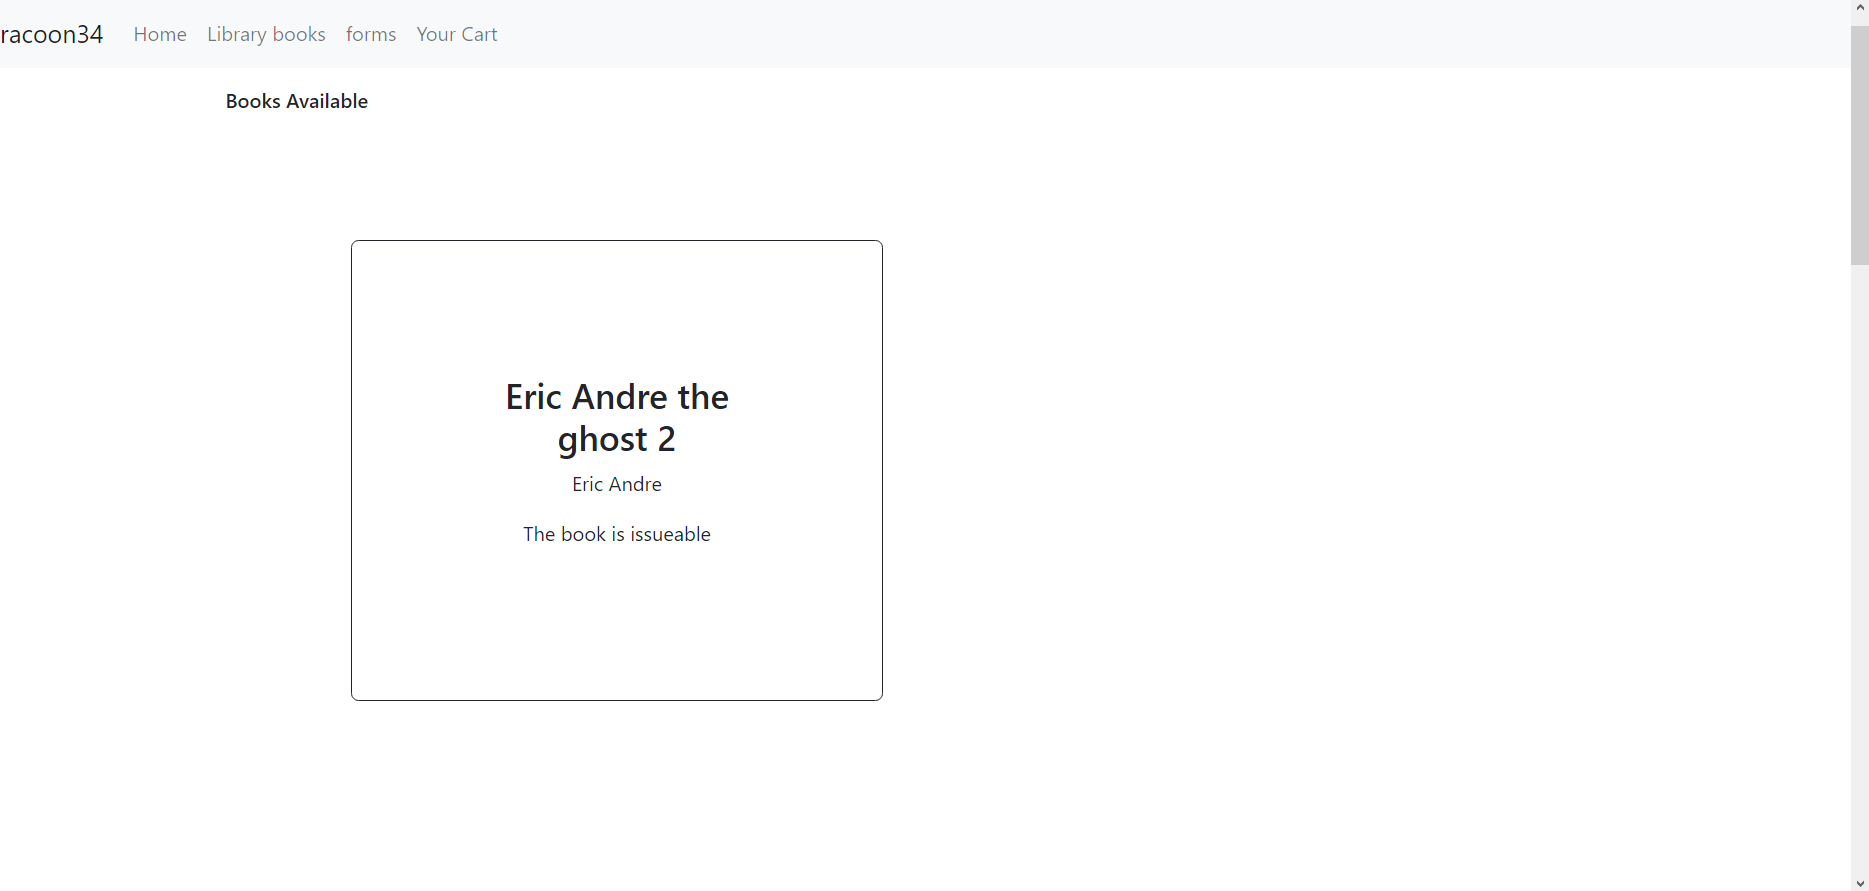 racoon34 Home Library books forms Your Cart
Books Available
Eric Andre the
ghost 2
Eric Andre
The book is issueable